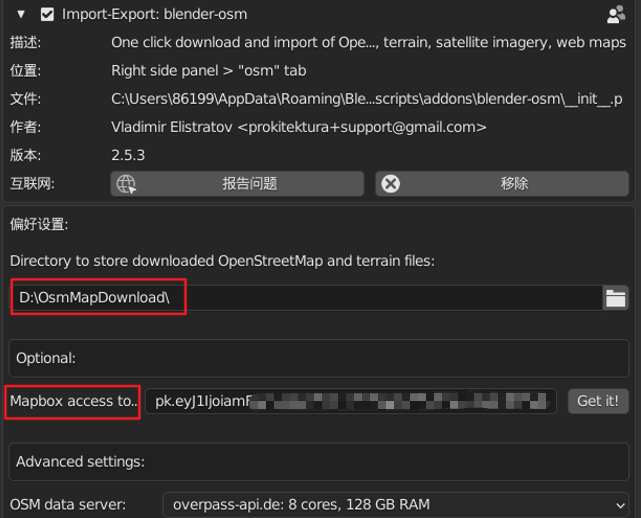 Import-Export: blender-osm
描述: One click download and import of Ope..., terrain, satellite imagery, web maps
位置: Right side panel > "osm" tab
文件: C:\Users\86199\AppData\Roaming\Ble...scripts\addons\blender-osm\__init__.p
作者: Vladimir Elistratov <prokitektura+support@gmail.com>
版本: 2.5.3
互联网: 报告问题 移除
偏好设置:
Directory to store downloaded OpenStreetMap and terrain files:
D:\OsmMapDownload\
Optional:
Mapbox access to.. pk.eyJ1IjoiamF Get it!
Advanced settings:
OSM data server: overpass-api.de: 8 cores, 128 GB RAM